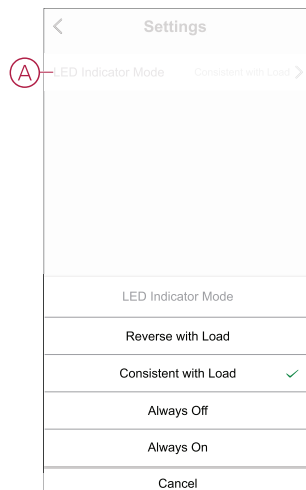 Settings
A LED Indicator Mode Consistent with Load
LED Indicator Mode
Reverse with Load
Consistent with Load
Always Off
Always On
Cancel